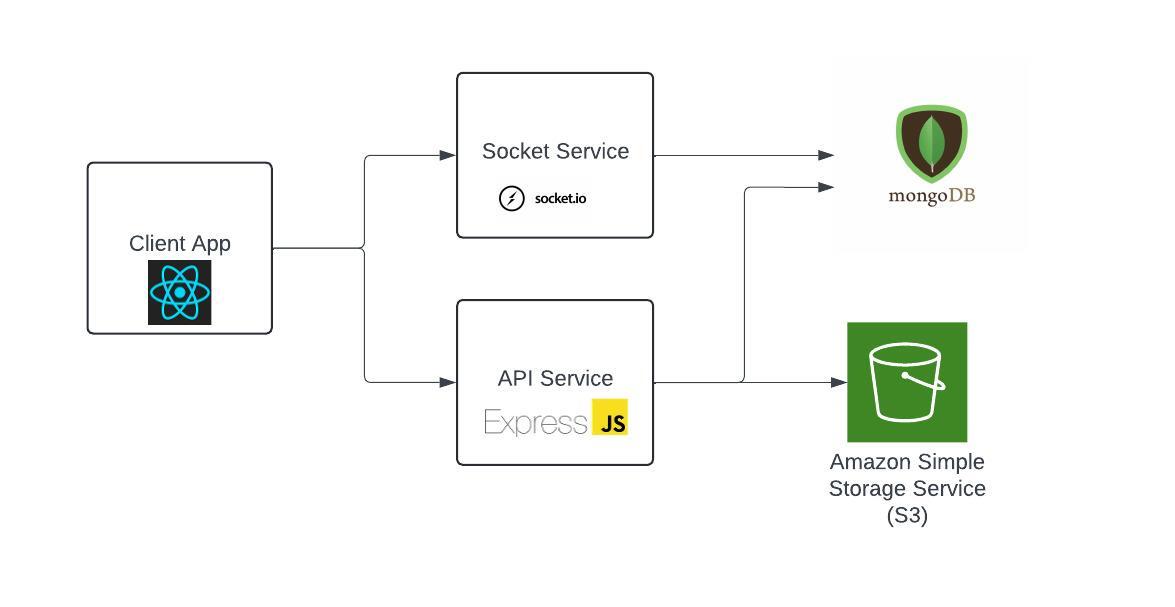 Client App
Socket Service
socket.io
API Service
Express JS
mongoDB
Amazon Simple
Storage Service
(S3)